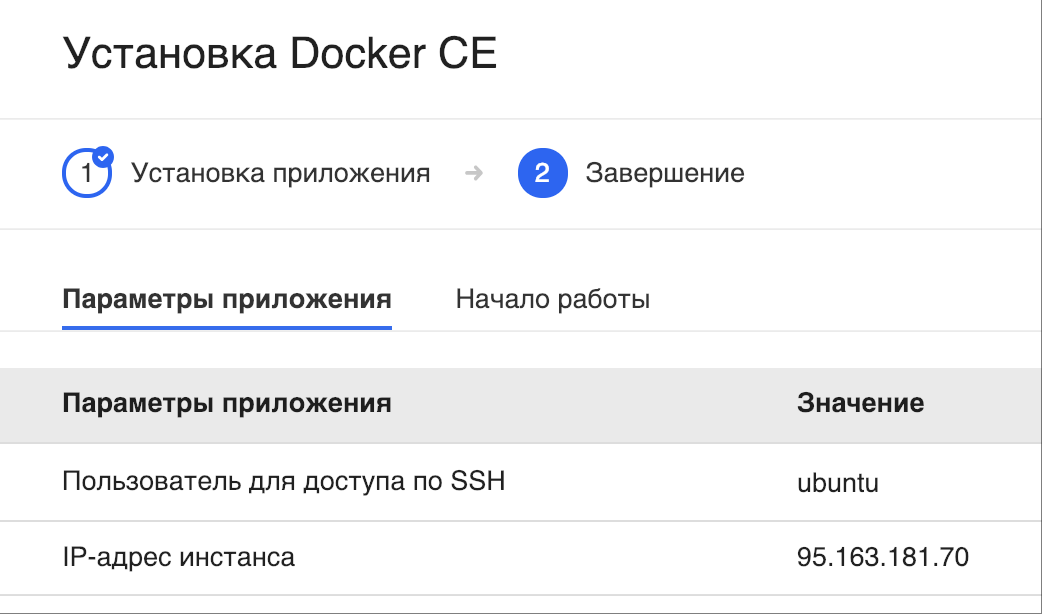 Установка Docker CE
1 Установка приложения → 2 Завершение
Параметры приложения Начало работы
Параметры приложения Значение
Пользователь для доступа по SSH ubuntu
IP-адрес инстанса 95.163.181.70